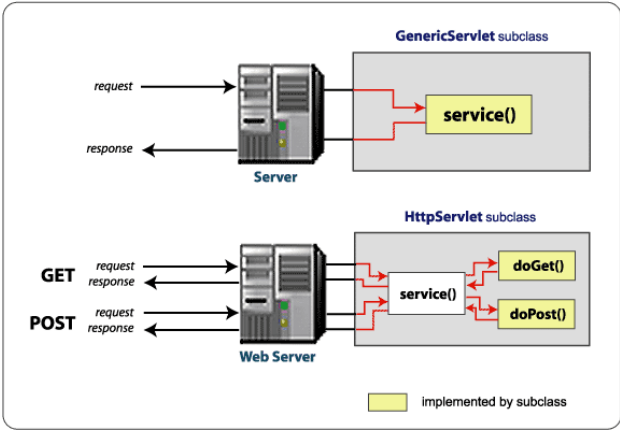 GenericServlet subclass
request
service()
response
Server
HttpServlet subclass
GET
request
response
doGet()
service()
POST
request
response
doPost()
Web Server
implemented by subclass